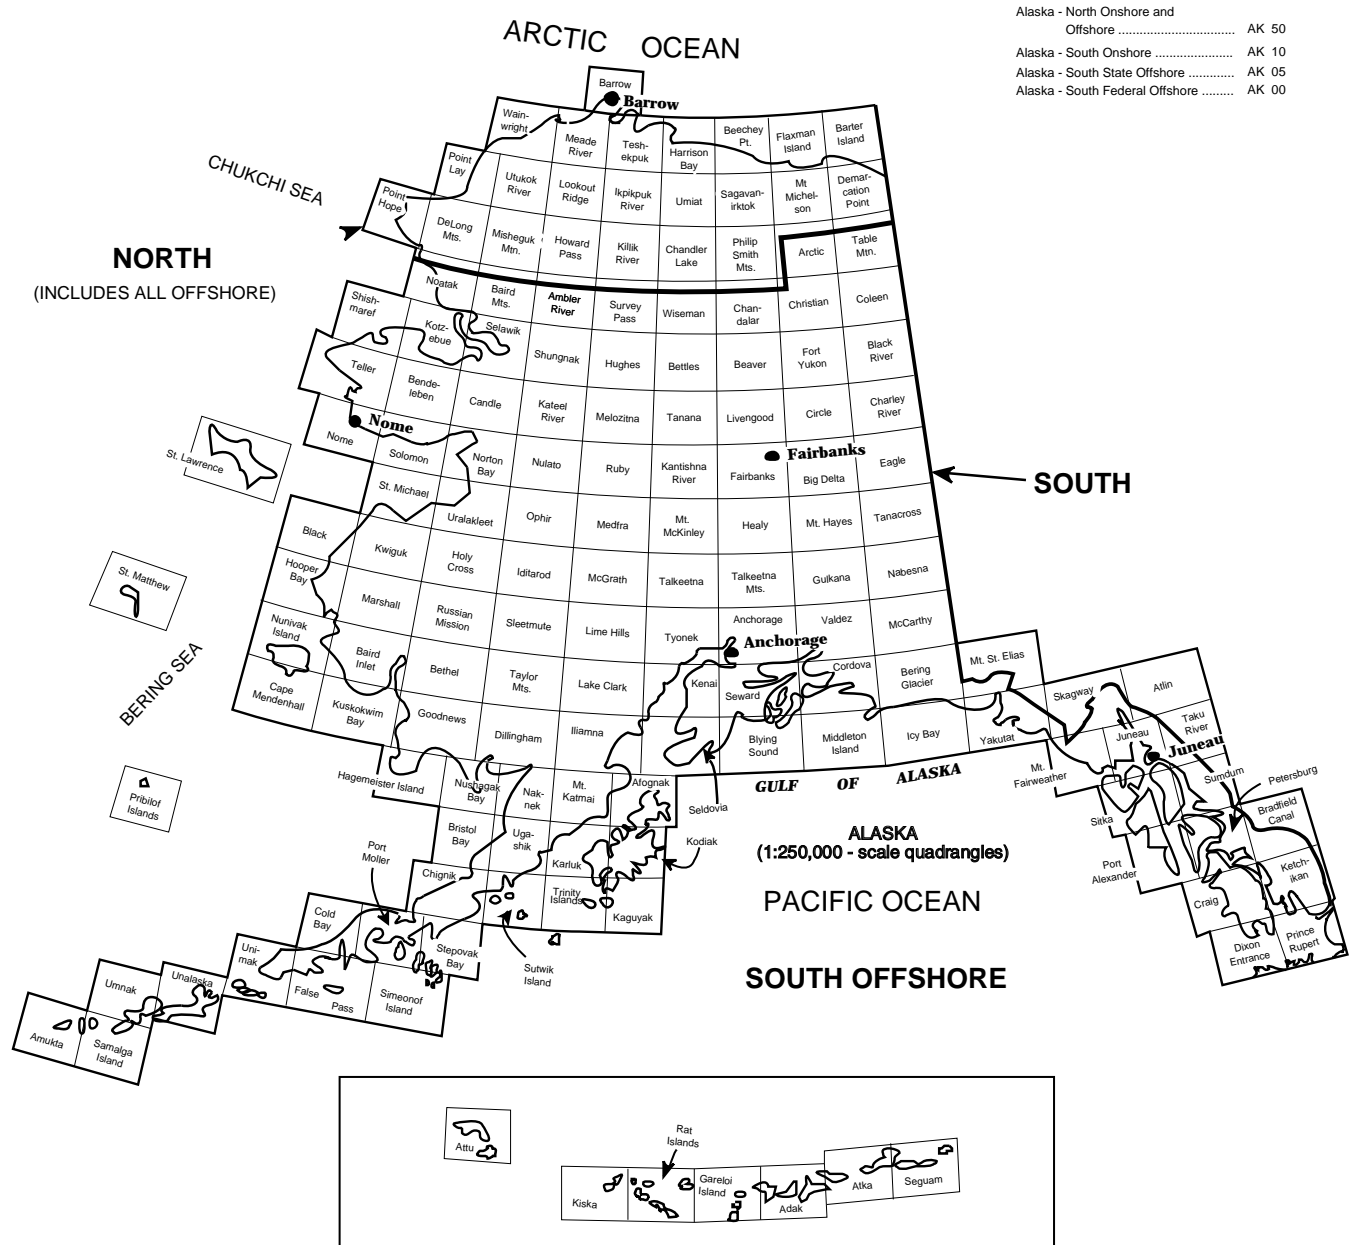 Alaska - North Onshore and
Offshore ................................. AK 50
Alaska - South Onshore ...................... AK 10
Alaska - South State Offshore ............. AK 05
Alaska - South Federal Offshore ......... AK 00
ARCTIC OCEAN
Barrow
Barrow
Wain-
wright
Meade
River
Tesh-
ekpuk
Harrison
Bay
Beechey
Pt.
Flaxman
Island
Barter
Island
CHUKCHI SEA
Point
Lay
Utukok
River
Lookout
Ridge
Ikpikpuk
River
Umiat
Sagavan-
irktok
Mt
Michel-
son
Demar-
cation
Point
Point
Hope
DeLong
Mts.
Misheguk
Mtn.
Howard
Pass
Killik
River
Chandler
Lake
Philip
Smith
Mts.
Arctic
Table
Mtn.
NORTH
(INCLUDES ALL OFFSHORE)
Noatak
Baird
Mts.
Ambler
River
Survey
Pass
Wiseman
Chan-
dalar
Christian
Coleen
Shish-
maref
Kotz-
ebue
Selawik
Shungnak
Hughes
Bettles
Beaver
Fort
Yukon
Black
River
Teller
Bende-
leben
Candle
Kateel
River
Melozitna
Tanana
Livengood
Circle
Charley
River
Nome
Nome
Solomon
Norton
Bay
Nulato
Ruby
Kantishna
River
Fairbanks
Fairbanks
Big Delta
Eagle
St. Lawrence
SOUTH
St. Michael
Uralakleet
Ophir
Medfra
Mt.
McKinley
Healy
Mt. Hayes
Tanacross
Black
Kwiguk
Holy
Cross
Iditarod
McGrath
Talkeetna
Talkeetna
Mts.
Gulkana
Nabesna
St. Matthew
Hooper
Bay
Marshall
Russian
Mission
Sleetmute
Lime Hills
Tyonek
Anchorage
Anchorage
Valdez
McCarthy
BERING SEA
Nunivak
Island
Baird
Inlet
Bethel
Taylor
Mts.
Lake Clark
Kenai
Seward
Cordova
Bering
Glacier
Mt. St. Elias
Cape
Mendenhall
Kuskokwim
Bay
Goodnews
Dillingham
Iliamna
Seldovia
Blying
Sound
Middleton
Island
Icy Bay
Yakutat
Skagway
Atlin
Mt.
Fairweather
Juneau
Juneau
Taku
River
GULF OF ALASKA
Pribilof
Islands
Hagemeister Island
Nushagak
Bay
Nak-
nek
Mt.
Katmai
Afognak
Sitka
Sumdum
Petersburg
Bradfield
Canal
Bristol
Bay
Uga-
shik
Karluk
Kodiak
ALASKA
(1:250,000 - scale quadrangles)
Port
Alexander
Ketch-
ikan
Port
Moller
Chignik
Trinity
Islands
Kaguyak
PACIFIC OCEAN
Craig
Cold
Bay
Stepovak
Bay
Sutwik
Island
Dixon
Entrance
Prince
Rupert
SOUTH OFFSHORE
Uni-
mak
False
Pass
Simeonof
Island
Umnak
Unalaska
Amukta
Samalga
Island
Attu
Rat
Islands
Kiska
Gareloi
Island
Adak
Atka
Seguam